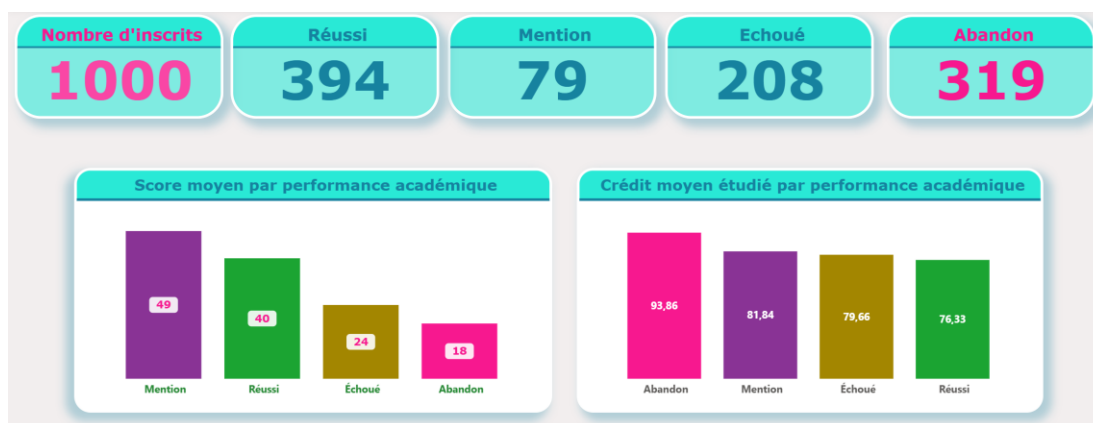 Nombre d'inscrits
1000
Réussi
394
Mention
79
Echoué
208
Abandon
319
Score moyen par performance académique
49
40
24
18
Mention Réussi Échoué Abandon
Crédit moyen étudié par performance académique
93,86
81,84
79,66
76,33
Abandon Mention Échoué Réussi